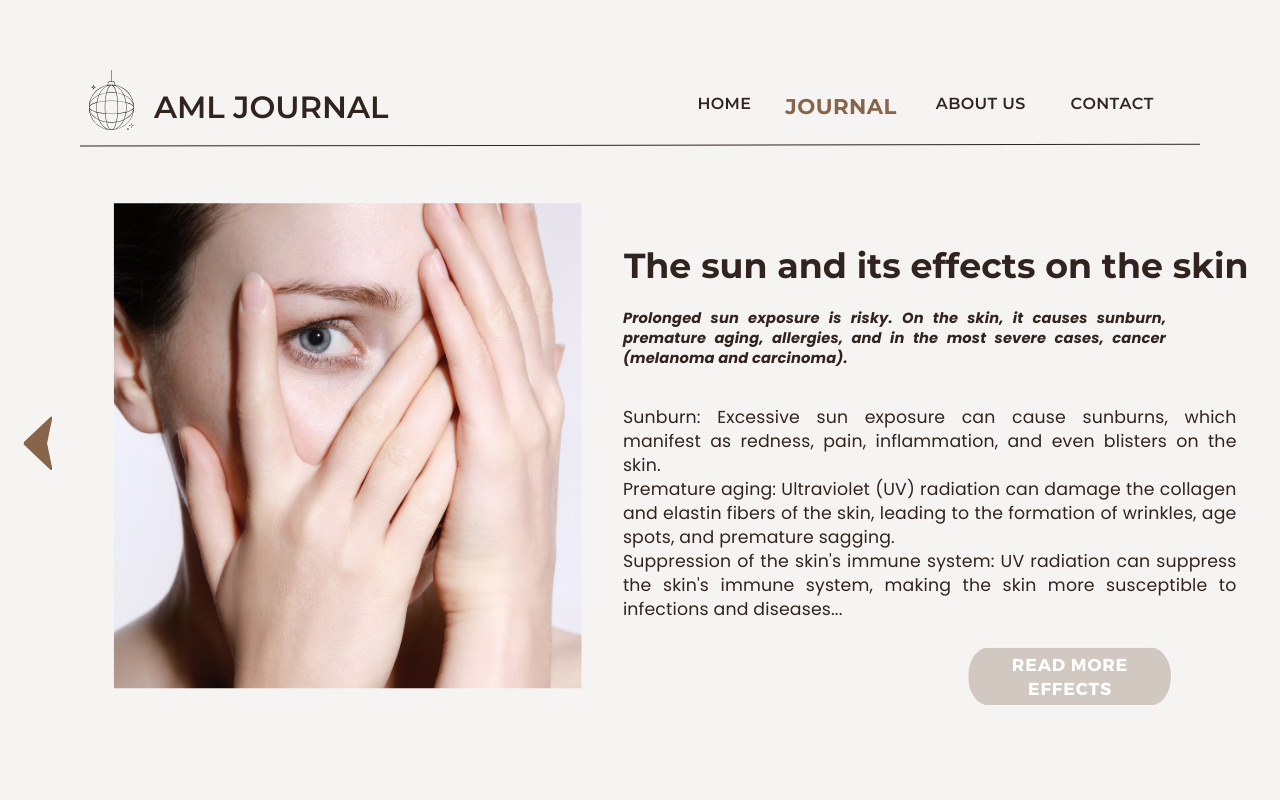 AML JOURNAL
HOME
JOURNAL
ABOUT US
CONTACT
The sun and its effects on the skin
Prolonged sun exposure is risky. On the skin, it causes sunburn,
premature aging, allergies, and in the most severe cases, cancer
(melanoma and carcinoma).
Sunburn: Excessive sun exposure can cause sunburns, which
manifest as redness, pain, inflammation, and even blisters on the
skin.
Premature aging: Ultraviolet (UV) radiation can damage the collagen
and elastin fibers of the skin, leading to the formation of wrinkles, age
spots, and premature sagging.
Suppression of the skin's immune system: UV radiation can suppress
the skin's immune system, making the skin more susceptible to
infections and diseases...
READ MORE
EFFECTS